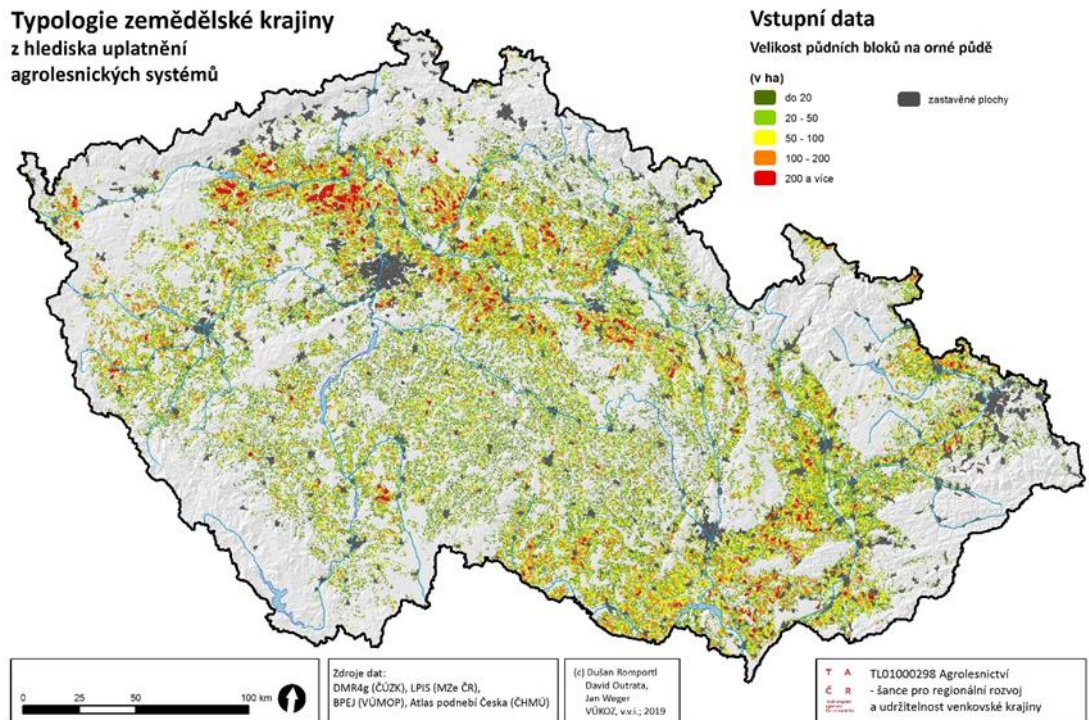 Typologie zemědělské krajiny
z hlediska uplatnění
agrolesnických systémů
Vstupní data
Velikost půdních bloků na orné půdě
(v ha)
do 20
20 - 50
50 - 100
100 - 200
200 a více
zastavěné plochy
0 25 50 100 km
Zdroje dat:
DMR4g (ČÚZK), LPIS (MZe ČR),
BPEJ (VÚMOP), Atlas podnebí Česka (ČHMÚ)
(c) Dušan Romportl
David Outrata,
Jan Weger
VÚKOZ, v.v.i.; 2019
T A
Č R
TL01000298 Agrolesnictví
- šance pro regionální rozvoj
a udržitelnost venkovské krajiny